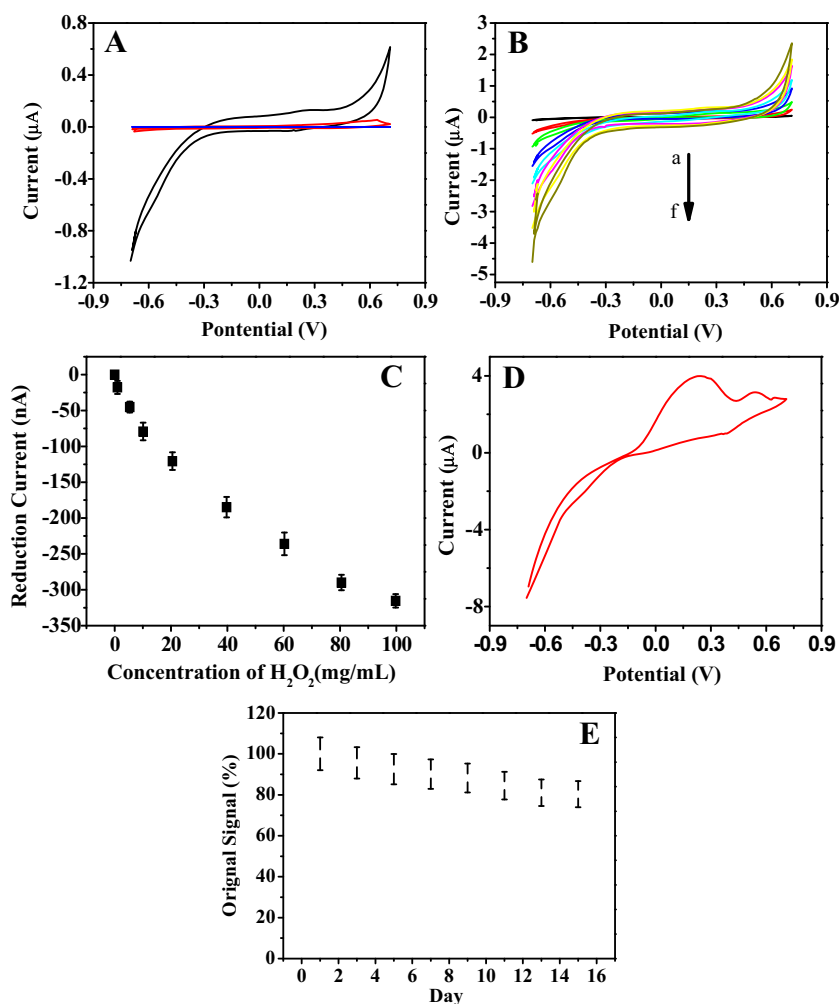 A
0.8
0.4
0.0
-0.4
-0.8
-1.2
Current (μA)
-0.9 -0.6 -0.3 0.0 0.3 0.6 0.9
Pontential (V)
B
3
2
1
0
-1
-2
-3
-4
-5
Current (μA)
a
f
-0.9 -0.6 -0.3 0.0 0.3 0.6 0.9
Potential (V)
C
0
-50
-100
-150
-200
-250
-300
-350
Reduction Current (nA)
0 20 40 60 80 100
Concentration of H₂O₂(mg/mL)
D
4
0
-4
-8
Current (μA)
-0.9 -0.6 -0.3 0.0 0.3 0.6 0.9
Potential (V)
E
120
100
80
60
40
20
0
Orignal Signal (%)
0 2 4 6 8 10 12 14 16
Day